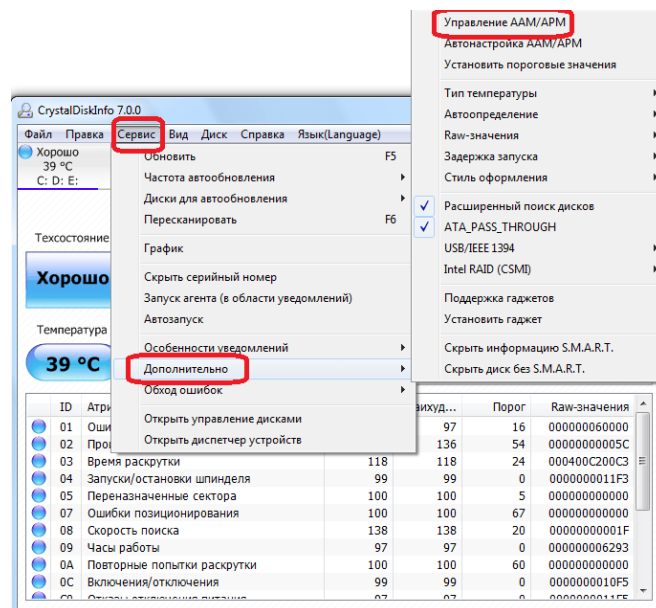 Управление AAM/APM
Автонастройка AAM/APM
Установить пороговые значения
Тип температуры
Автоопределение
Raw-значения
Задержка запуска
Стиль оформления
Расширенный поиск дисков
ATA_PASS_THROUGH
USB/IEEE 1394
Intel RAID (CSMI)
Поддержка гаджетов
Установить гаджет
Скрыть информацию S.M.A.R.T.
Скрыть диск без S.M.A.R.T.
CrystalDiskInfo 7.0.0
Файл Правка Сервис Вид Диск Справка Язык(Language)
Хорошо
39 °C
C: D: E:
Обновить F5
Частота автообновления
Диски для автообновления
Пересканировать F6
График
Скрыть серийный номер
Запуск агента (в области уведомлений)
Автозапуск
Особенности уведомлений
Дополнительно
Обход ошибок
Открыть управление дисками
Открыть диспетчер устройств
Техсостояние
Хорошо
Температура
39 °C
ID Порог Raw-значения
01 97 16 000000060000
02 136 54 00000000005C
03 Время раскрутки 118 118 24 000400C200C3
04 Запуски/остановки шпинделя 99 99 0 0000000011F3
05 Переназначенные сектора 100 100 5 000000000000
07 Ошибки позиционирования 100 100 67 000000000000
08 Скорость поиска 138 138 20 00000000001F
09 Часы работы 97 97 0 000000006293
0A Повторные попытки раскрутки 100 100 60 000000000000
0C Включения/отключения 99 99 0 0000000010F5